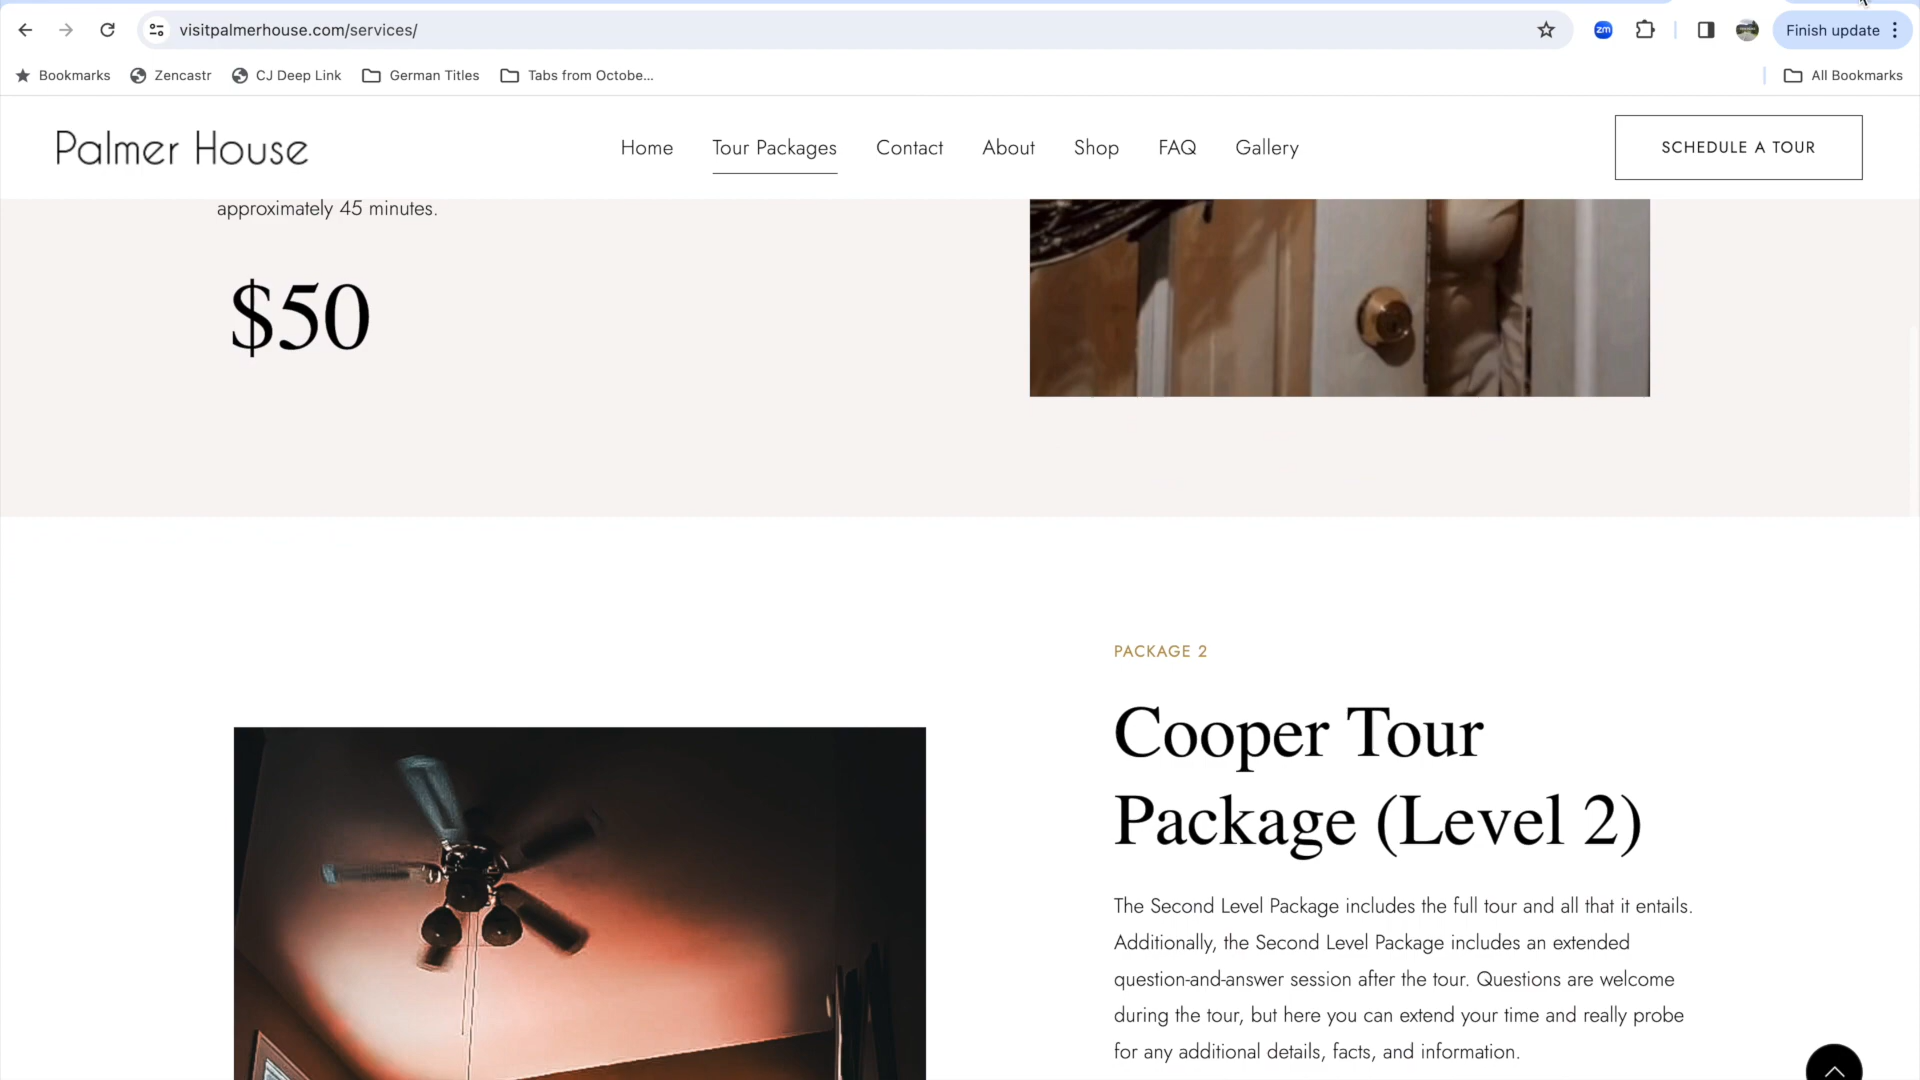 visitpalmerhouse.com/services/
zm
Finish update
Bookmarks
Zencastr
CJ Deep Link
German Titles
Tabs from Octobe...
All Bookmarks
Palmer House
Home
Tour Packages
Contact
About
Shop
FAQ
Gallery
SCHEDULE A TOUR
approximately 45 minutes.
$50
PACKAGE 2
Cooper Tour
Package (Level 2)
The Second Level Package includes the full tour and all that it entails.
Additionally, the Second Level Package includes an extended
question-and-answer session after the tour. Questions are welcome
during the tour, but here you can extend your time and really probe
for any additional details, facts, and information.